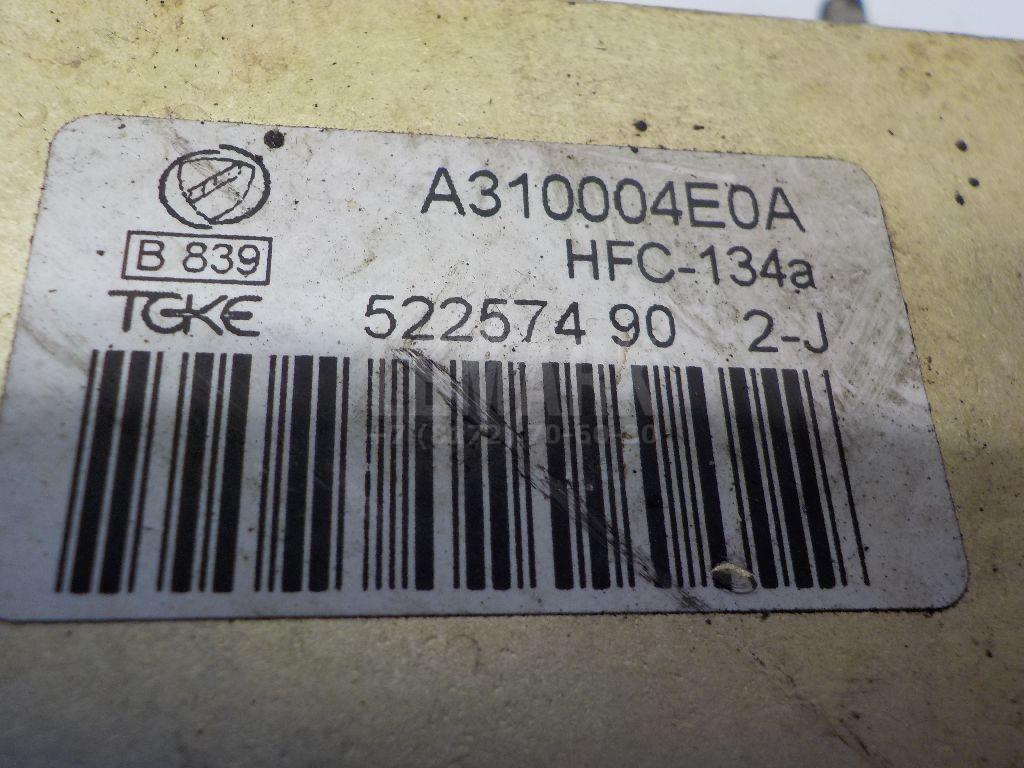 A310004E0A
B 839
HFC-134a
TGKE
522574 90 2-J